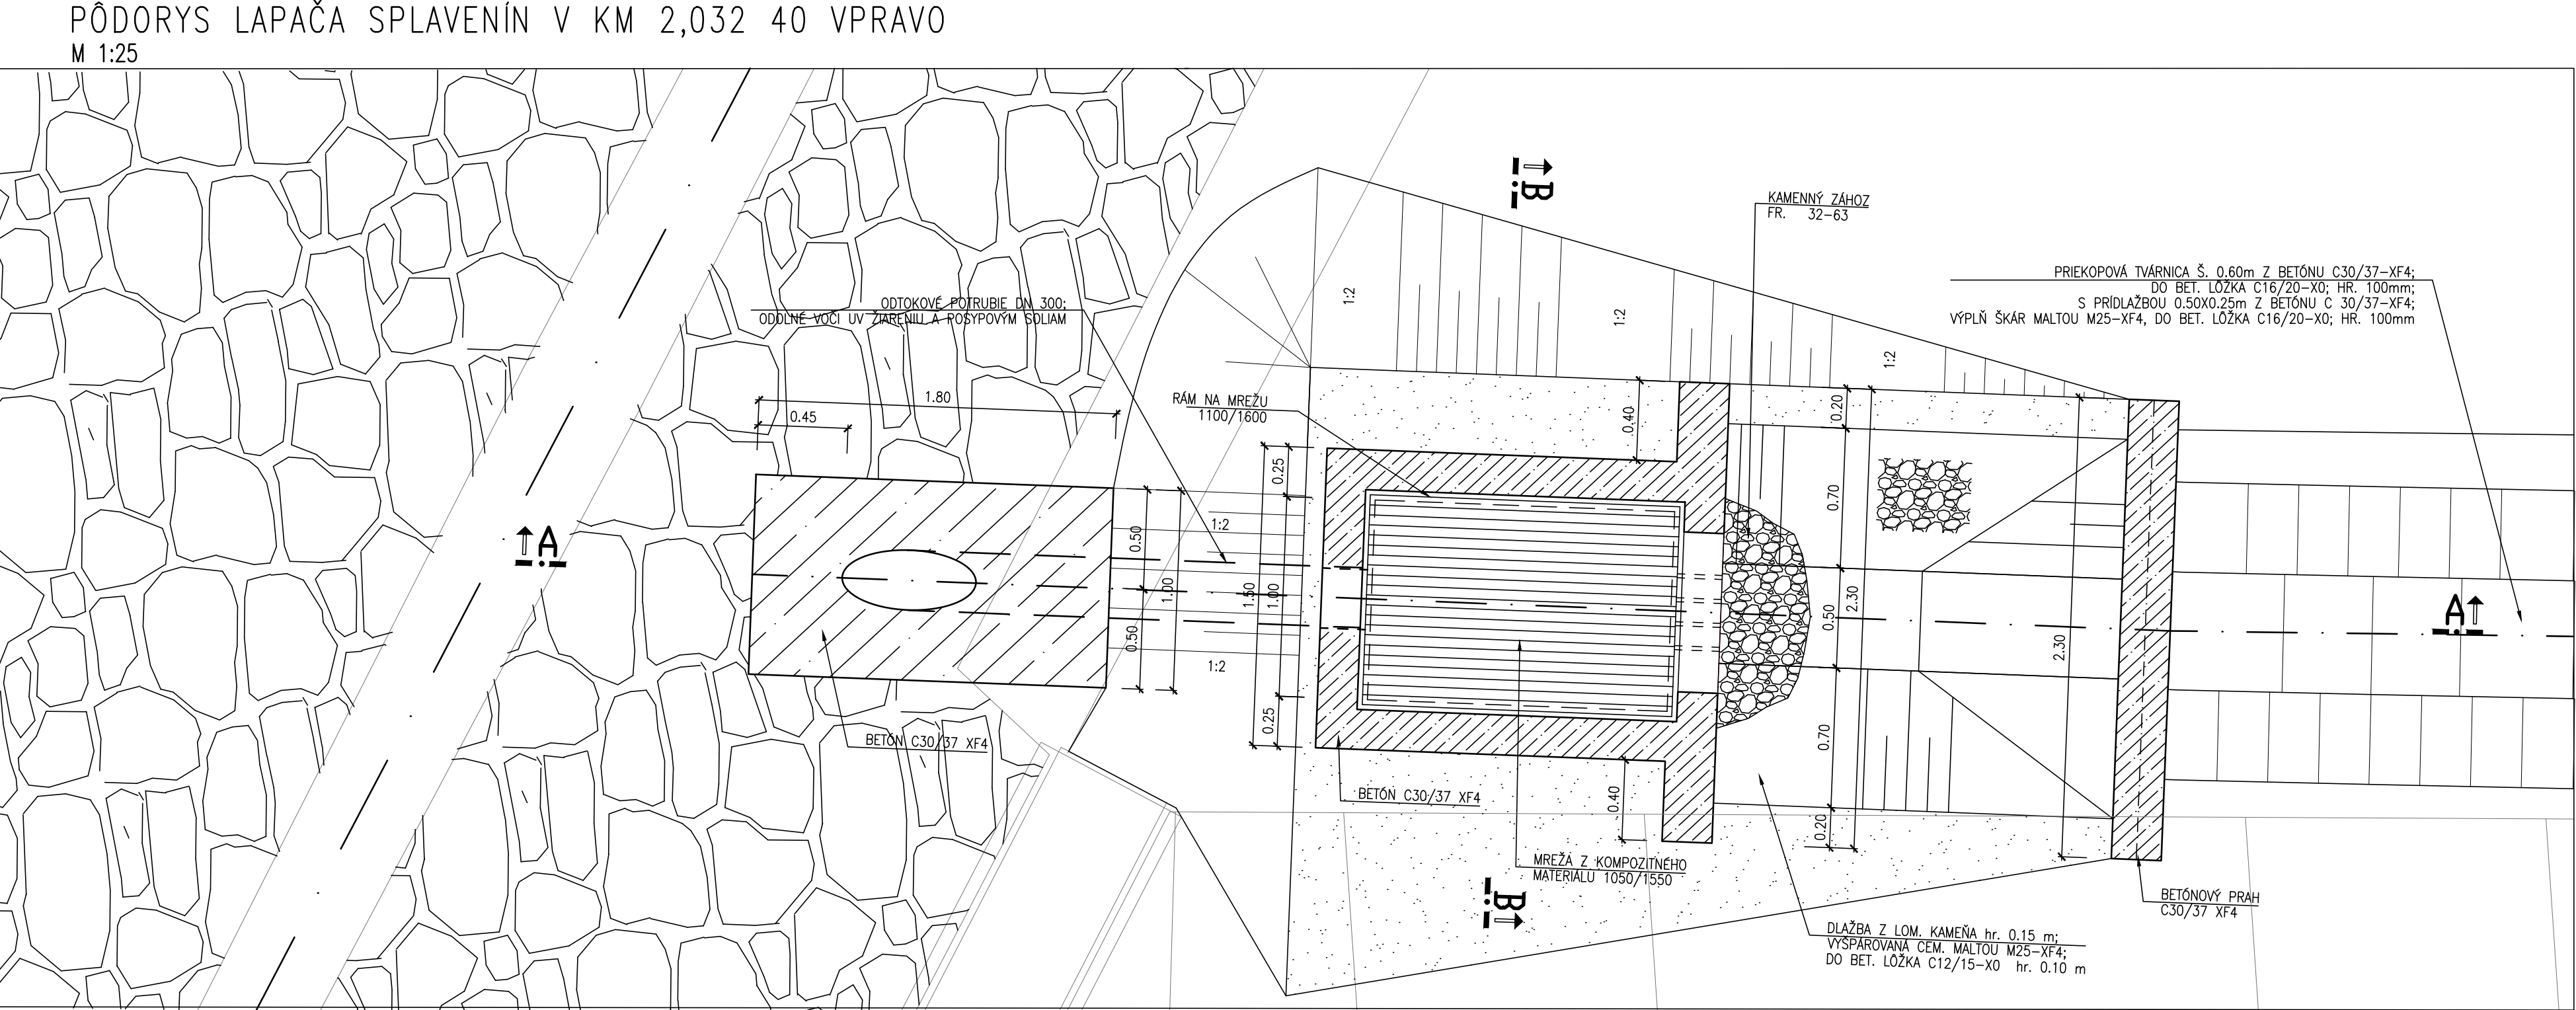 PÔDORYS LAPAČA SPLAVENÍN V KM 2,032 40 VPRAVO
M 1:25
B
KAMENNÝ ZÁHOZ
FR. 32-63
PRIEKOPOVÁ TVÁRNICA Š. 0.60m Z BETÓNU C30/37-XF4;
DO BET. LÔŽKA C16/20-X0; HR. 100mm;
S PRÍDLAŽBOU 0.50X0.25m Z BETÓNU C 30/37-XF4;
VÝPLŇ ŠKÁR MALTOU M25-XF4, DO BET. LÔŽKA C16/20-X0; HR. 100mm
ODTOKOVÉ POTRUBIE DN 300;
ODOLNÉ VOČI UV ŽIARENIU A POSYPOVÝM SOLIAM
1:2
1:2
1:2
RÁM NA MREŽU
1100/1600
1.80
0.45
0.40
0.20
0.25
0.70
1:2
0.50
1.00
1.50
1.00
0.50
2.30
2.30
0.50
1:2
0.25
0.70
0.40
0.20
A
A
BETÓN C30/37 XF4
BETÓN C30/37 XF4
MREŽA Z KOMPOZITNÉHO
MATERIÁLU 1050/1550
B
BETÓNOVÝ PRAH
C30/37 XF4
DLAŽBA Z LOM. KAMEŇA hr. 0.15 m;
VYŠPÁROVANÁ CEM. MALTOU M25-XF4;
DO BET. LÔŽKA C12/15-X0 hr. 0.10 m